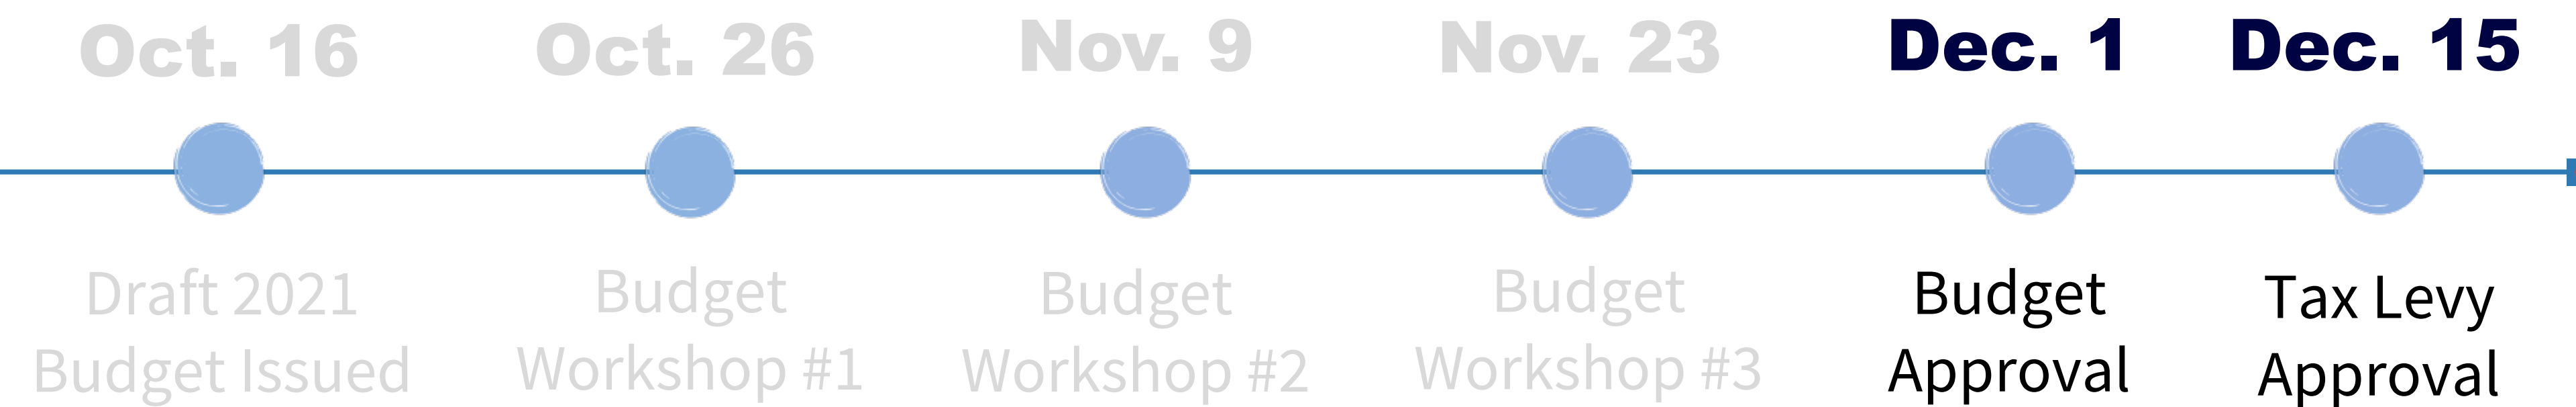 Oct. 16
Oct. 26
Nov. 9
Nov. 23
Dec. 1
Dec. 15
Draft 2021
Budget Issued
Budget
Workshop #1
Budget
Workshop #2
Budget
Workshop #3
Budget
Approval
Tax Levy
Approval